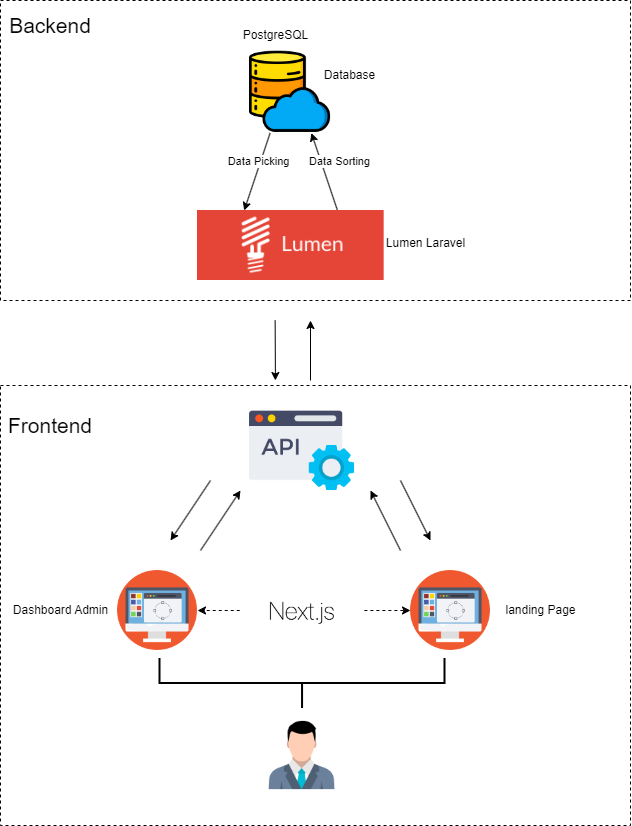 Backend
PostgreSQL
Database
Data Picking
Data Sorting
Lumen
Lumen Laravel
Frontend
API
Dashboard Admin
Next.js
landing Page